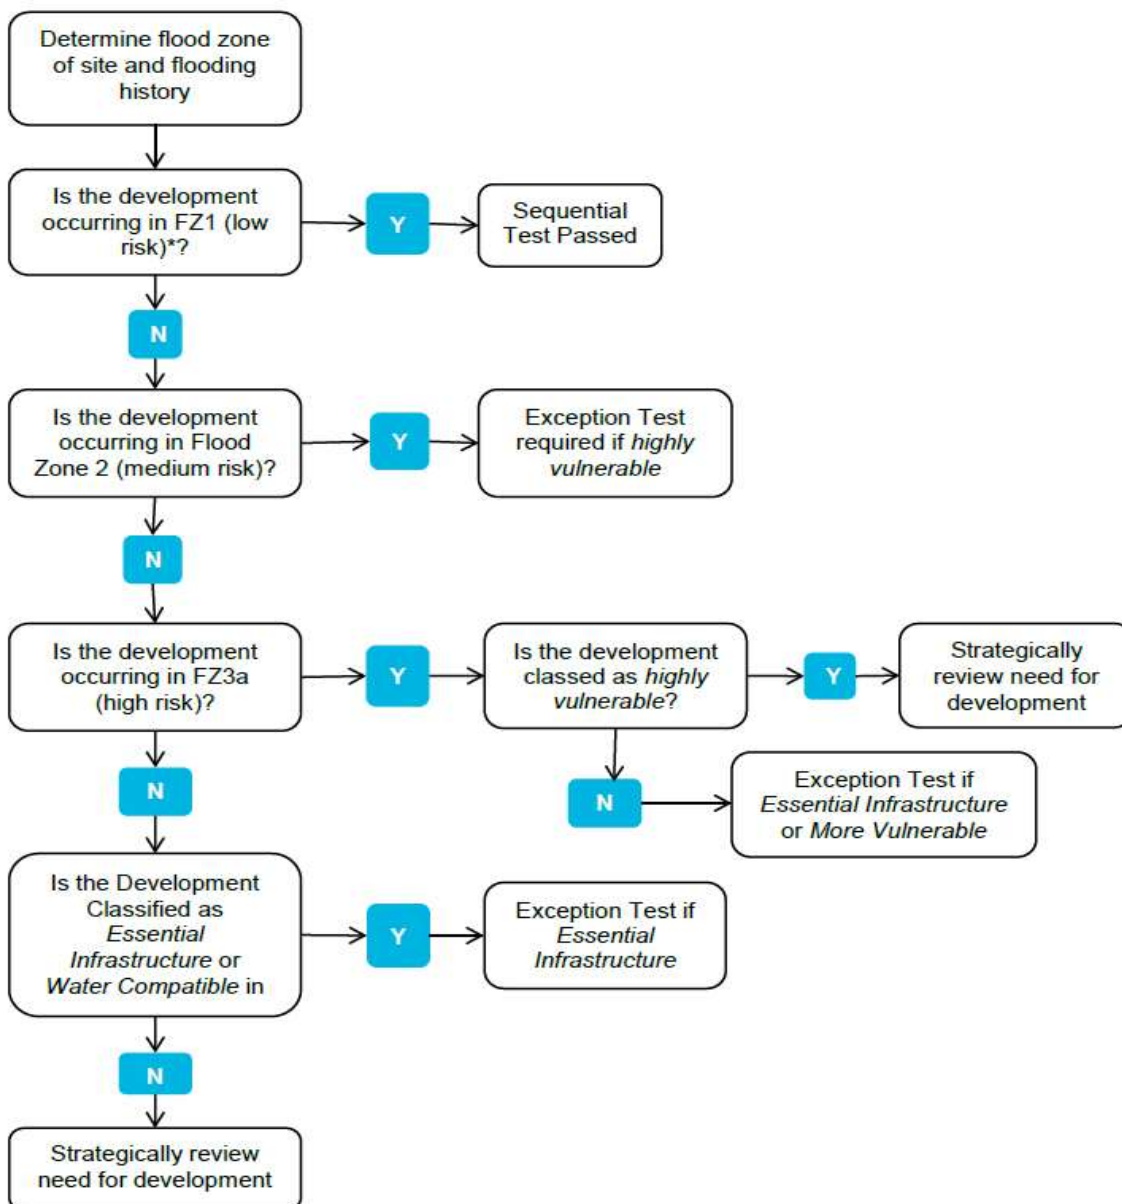 Determine flood zone
of site and flooding
history
Is the development
occurring in FZ1 (low
risk)*?
Y
Sequential
Test Passed
N
Is the development
occurring in Flood
Zone 2 (medium risk)?
Y
Exception Test
required if highly
vulnerable
N
Is the development
occurring in FZ3a
(high risk)?
Y
Is the development
classed as highly
vulnerable?
Y
Strategically
review need for
development
N
Exception Test if
Essential Infrastructure
or More Vulnerable
N
Is the Development
Classified as
Essential
Infrastructure or
Water Compatible in
Y
Exception Test if
Essential
Infrastructure
N
Strategically review
need for development